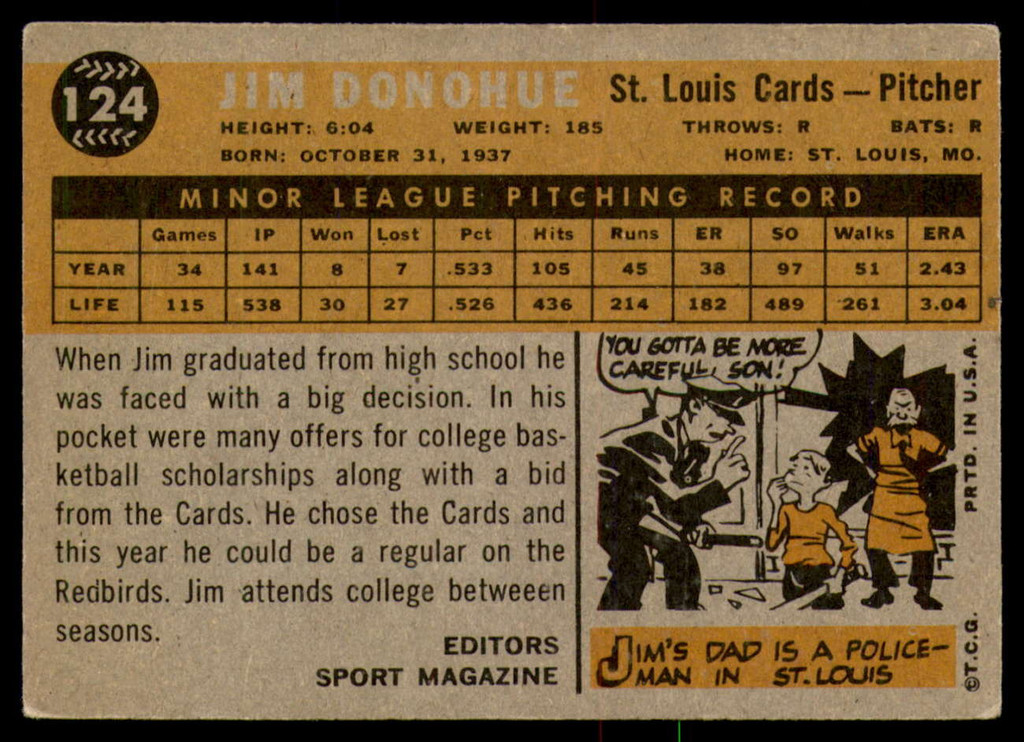 124
JIM DONOHUE St. Louis Cards — Pitcher
HEIGHT: 6:04 WEIGHT: 185 THROWS: R BATS: R
BORN: OCTOBER 31, 1937 HOME: ST. LOUIS, MO.
MINOR LEAGUE PITCHING RECORD
Games IP Won Lost Pct Hits Runs ER SO Walks ERA
YEAR 34 141 8 7 .533 105 45 38 97 51 2.43
LIFE 115 538 30 27 .526 436 214 182 489 261 3.04
When Jim graduated from high school he
was faced with a big decision. In his
pocket were many offers for college bas-
ketball scholarships along with a bid
from the Cards. He chose the Cards and
this year he could be a regular on the
Redbirds. Jim attends college betweeen
seasons.
EDITORS
SPORT MAGAZINE
YOU GOTTA BE MORE
CAREFUL, SON!
JIM'S DAD IS A POLICE-
MAN IN ST. LOUIS
PRTD. IN U.S.A.
©T.C.G.